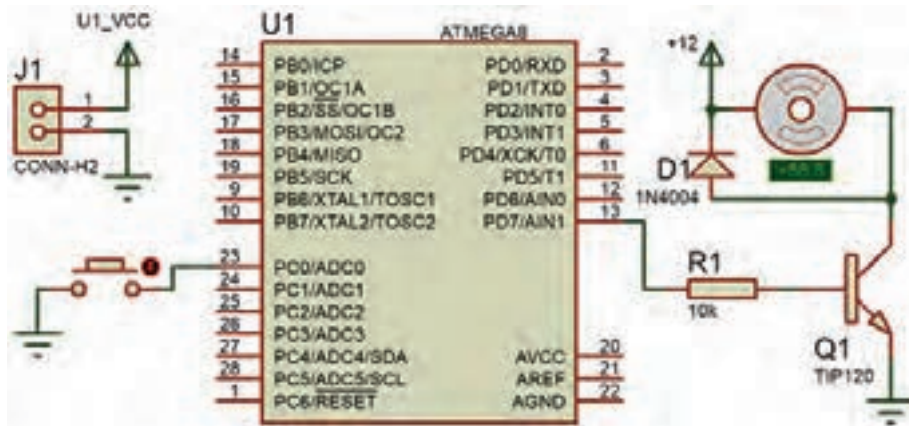 U1_VCC
J1
1
2
CONN-H2
U1
ATMEGA8
14 PB0/ICP
15 PB1/OC1A
16 PB2/SS/OC1B
17 PB3/MOSI/OC2
18 PB4/MISO
19 PB5/SCK
9 PB6/XTAL1/TOSC1
10 PB7/XTAL2/TOSC2
23 PC0/ADC0
24 PC1/ADC1
25 PC2/ADC2
26 PC3/ADC3
27 PC4/ADC4/SDA
28 PC5/ADC5/SCL
1 PC6/RESET
PD0/RXD 2
PD1/TXD 3
PD2/INT0 4
PD3/INT1 5
PD4/XCK/T0 6
PD5/T1 11
PD6/AIN0 12
PD7/AIN1 13
AVCC 20
AREF 21
AGND 22
+12
D1
1N4004
R1
10k
Q1
TIP120